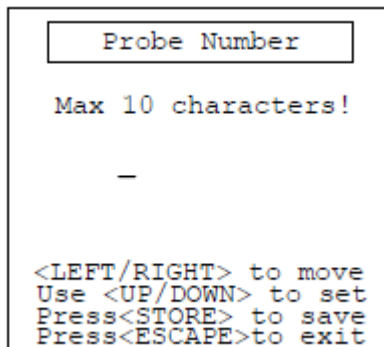 Probe Number
Max 10 characters!
_
<LEFT/RIGHT> to move
Use <UP/DOWN> to set
Press<STORE> to save
Press<ESCAPE>to exit